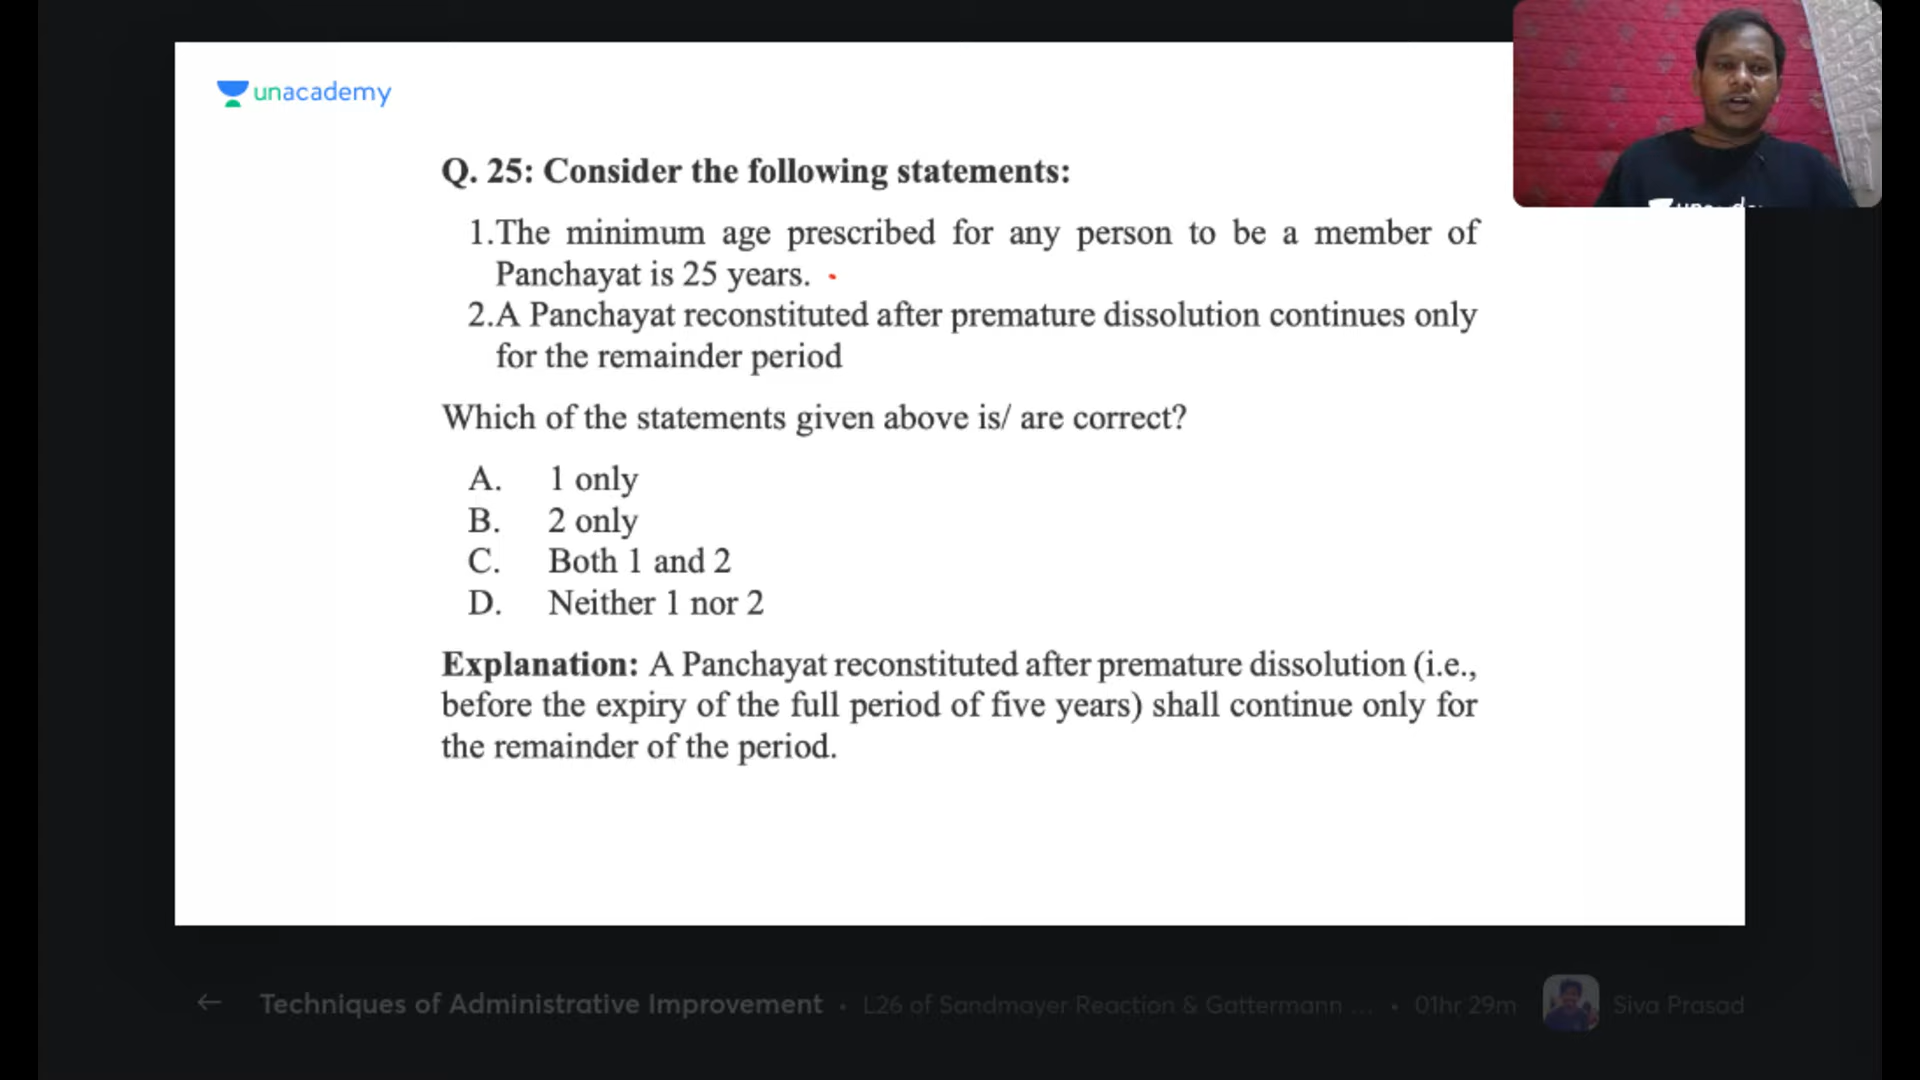 unacademy
Q. 25: Consider the following statements:
1.The minimum age prescribed for any person to be a member of
Panchayat is 25 years.
2.A Panchayat reconstituted after premature dissolution continues only
for the remainder period
Which of the statements given above is/ are correct?
A. 1 only
B. 2 only
C. Both 1 and 2
D. Neither 1 nor 2
Explanation: A Panchayat reconstituted after premature dissolution (i.e.,
before the expiry of the full period of five years) shall continue only for
the remainder of the period.
← Techniques of Administrative Improvement • L26 of Sandmayer Reaction & Gattermann ... • 01hr 29m Siva Prasad